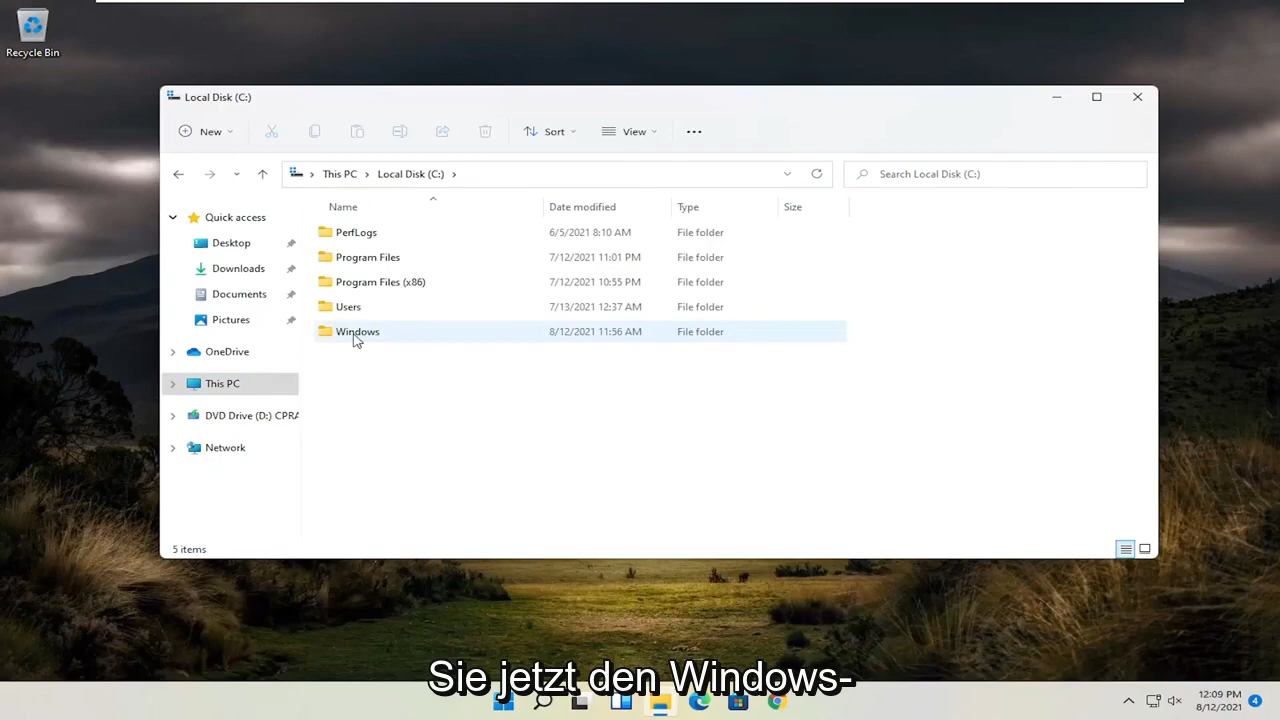 Recycle Bin
Local Disk (C:)
New
Sort
View
This PC
Local Disk (C:)
Search Local Disk (C:)
Name
Date modified
Type
Size
Quick access
Desktop
Downloads
Documents
Pictures
OneDrive
This PC
DVD Drive (D:) CPRA
Network
PerfLogs 6/5/2021 8:10 AM File folder
Program Files 7/12/2021 11:01 PM File folder
Program Files (x86) 7/12/2021 10:55 PM File folder
Users 7/13/2021 12:37 AM File folder
Windows 8/12/2021 11:56 AM File folder
5 items
Sie jetzt den Windows-
12:09 PM
8/12/2021
4